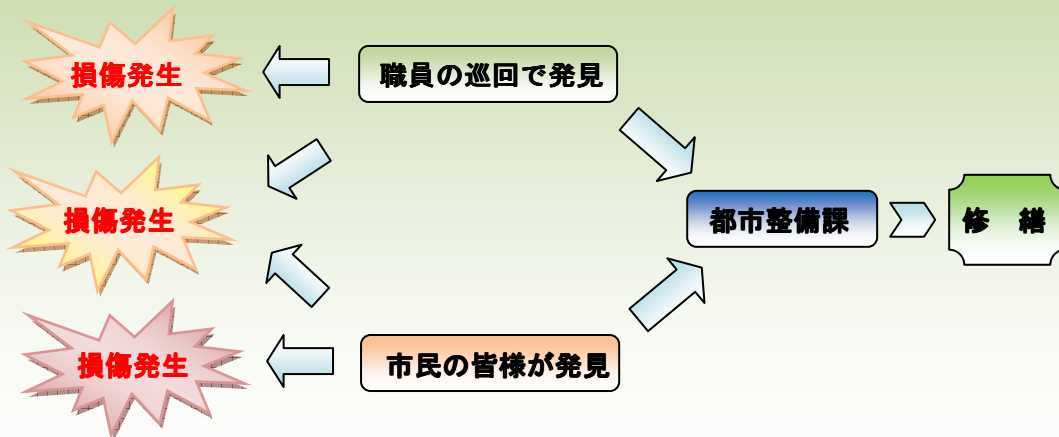 損傷発生
職員の巡回で発見
損傷発生
都市整備課
修　繕
損傷発生
市民の皆様が発見